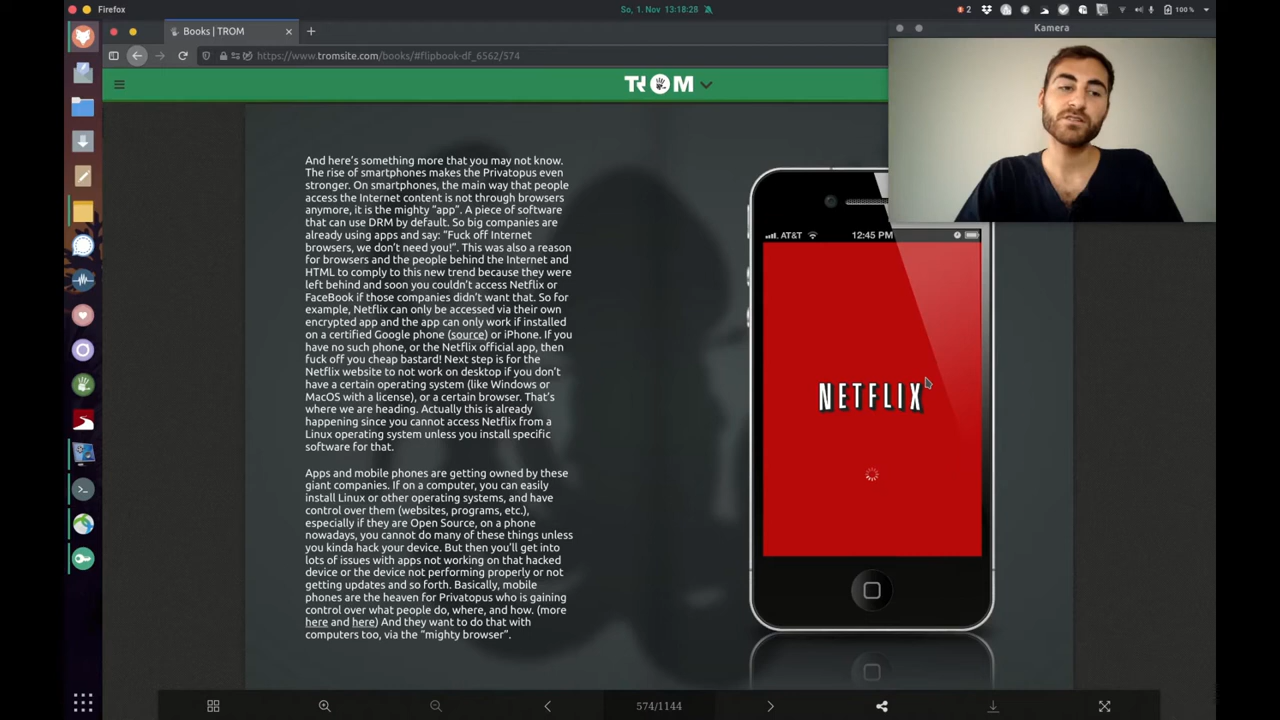 Firefox
So, 1. Nov 13:18:28
2
100 %
Books | TROM
Kamera
https://www.tromsite.com/books/#flipbook-df_6562/574
TROM
And here's something more that you may not know.
The rise of smartphones makes the Privatopus even
stronger. On smartphones, the main way that people
access the Internet content is not through browsers
anymore, it is the mighty "app". A piece of software
that can use DRM by default. So big companies are
already using apps and say: "Fuck off Internet
browsers, we don't need you!". This was also a reason
for browsers and the people behind the Internet and
HTML to comply to this new trend because they were
left behind and soon you couldn't access Netflix or
FaceBook if those companies didn't want that. So for
example, Netflix can only be accessed via their own
encrypted app and the app can only work if installed
on a certified Google phone (source) or iPhone. If you
have no such phone, or the Netflix official app, then
fuck off you cheap bastard! Next step is for the
Netflix website to not work on desktop if you don't
have a certain operating system (like Windows or
MacOS with a license), or a certain browser. That's
where we are heading. Actually this is already
happening since you cannot access Netflix from a
Linux operating system unless you install specific
software for that.
Apps and mobile phones are getting owned by these
giant companies. If on a computer, you can easily
install Linux or other operating systems, and have
control over them (websites, programs, etc.),
especially if they are Open Source, on a phone
nowadays, you cannot do many of these things unless
you kinda hack your device. But then you'll get into
lots of issues with apps not working on that hacked
device or the device not performing properly or not
getting updates and so forth. Basically, mobile
phones are the heaven for Privatopus who is gaining
control over what people do, where, and how. (more
here and here) And they want to do that with
computers too, via the "mighty browser".
AT&T
12:45 PM
NETFLIX
574/1144